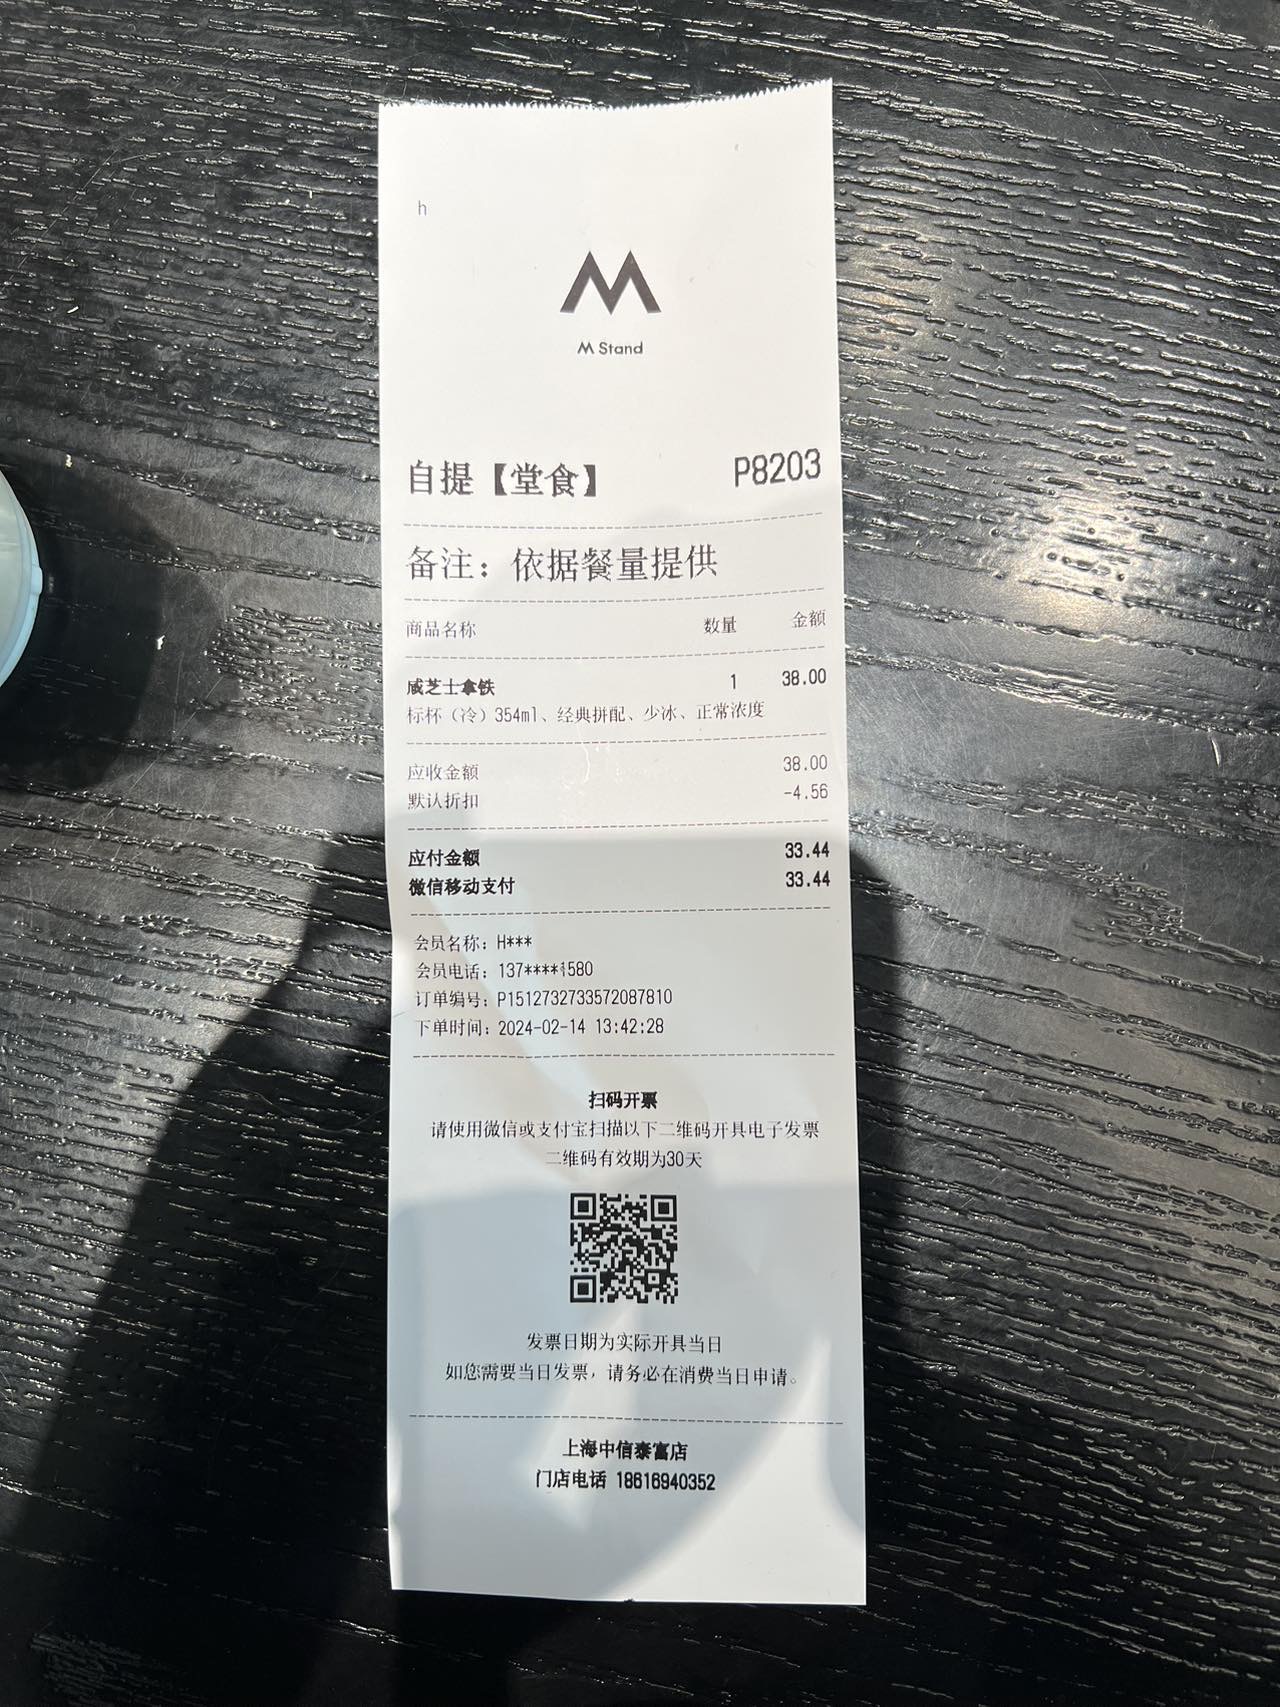 h
M Stand
自提【堂食】 P8203
备注：依据餐量提供
商品名称 数量 金额
咸芝士拿铁 1 38.00
标杯（冷）354ml、经典拼配、少冰、正常浓度
应收金额 38.00
默认折扣 -4.56
应付金额 33.44
微信移动支付 33.44
会员名称：H***
会员电话：137****580
订单编号：P1512732733572087810
下单时间：2024-02-14 13:42:28
扫码开票
请使用微信或支付宝扫描以下二维码开具电子发票
二维码有效期为30天
发票日期为实际开具当日
如您需要当日发票，请务必在消费当日申请。
上海中信泰富店
门店电话 18616940352